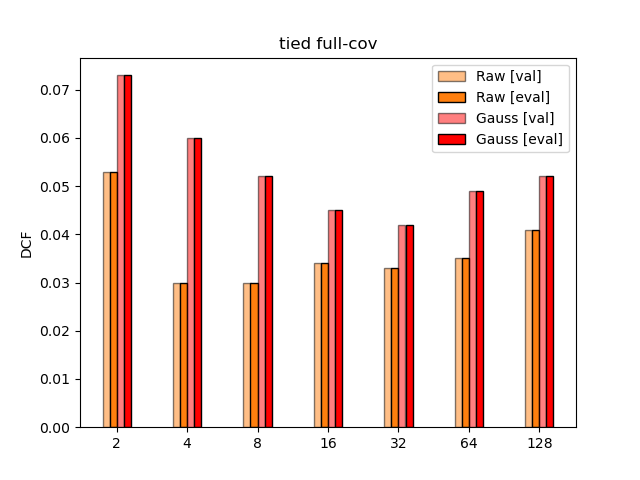 tied full-cov
Raw [val]
Raw [eval]
Gauss [val]
Gauss [eval]
DCF
0.07
0.06
0.05
0.04
0.03
0.02
0.01
0.00
2 4 8 16 32 64 128